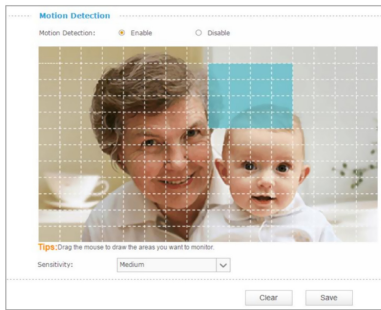 Motion Detection
Motion Detection: Enable Disable
Tips: Drag the mouse to draw the areas you want to monitor.
Sensitivity: Medium
Clear Save